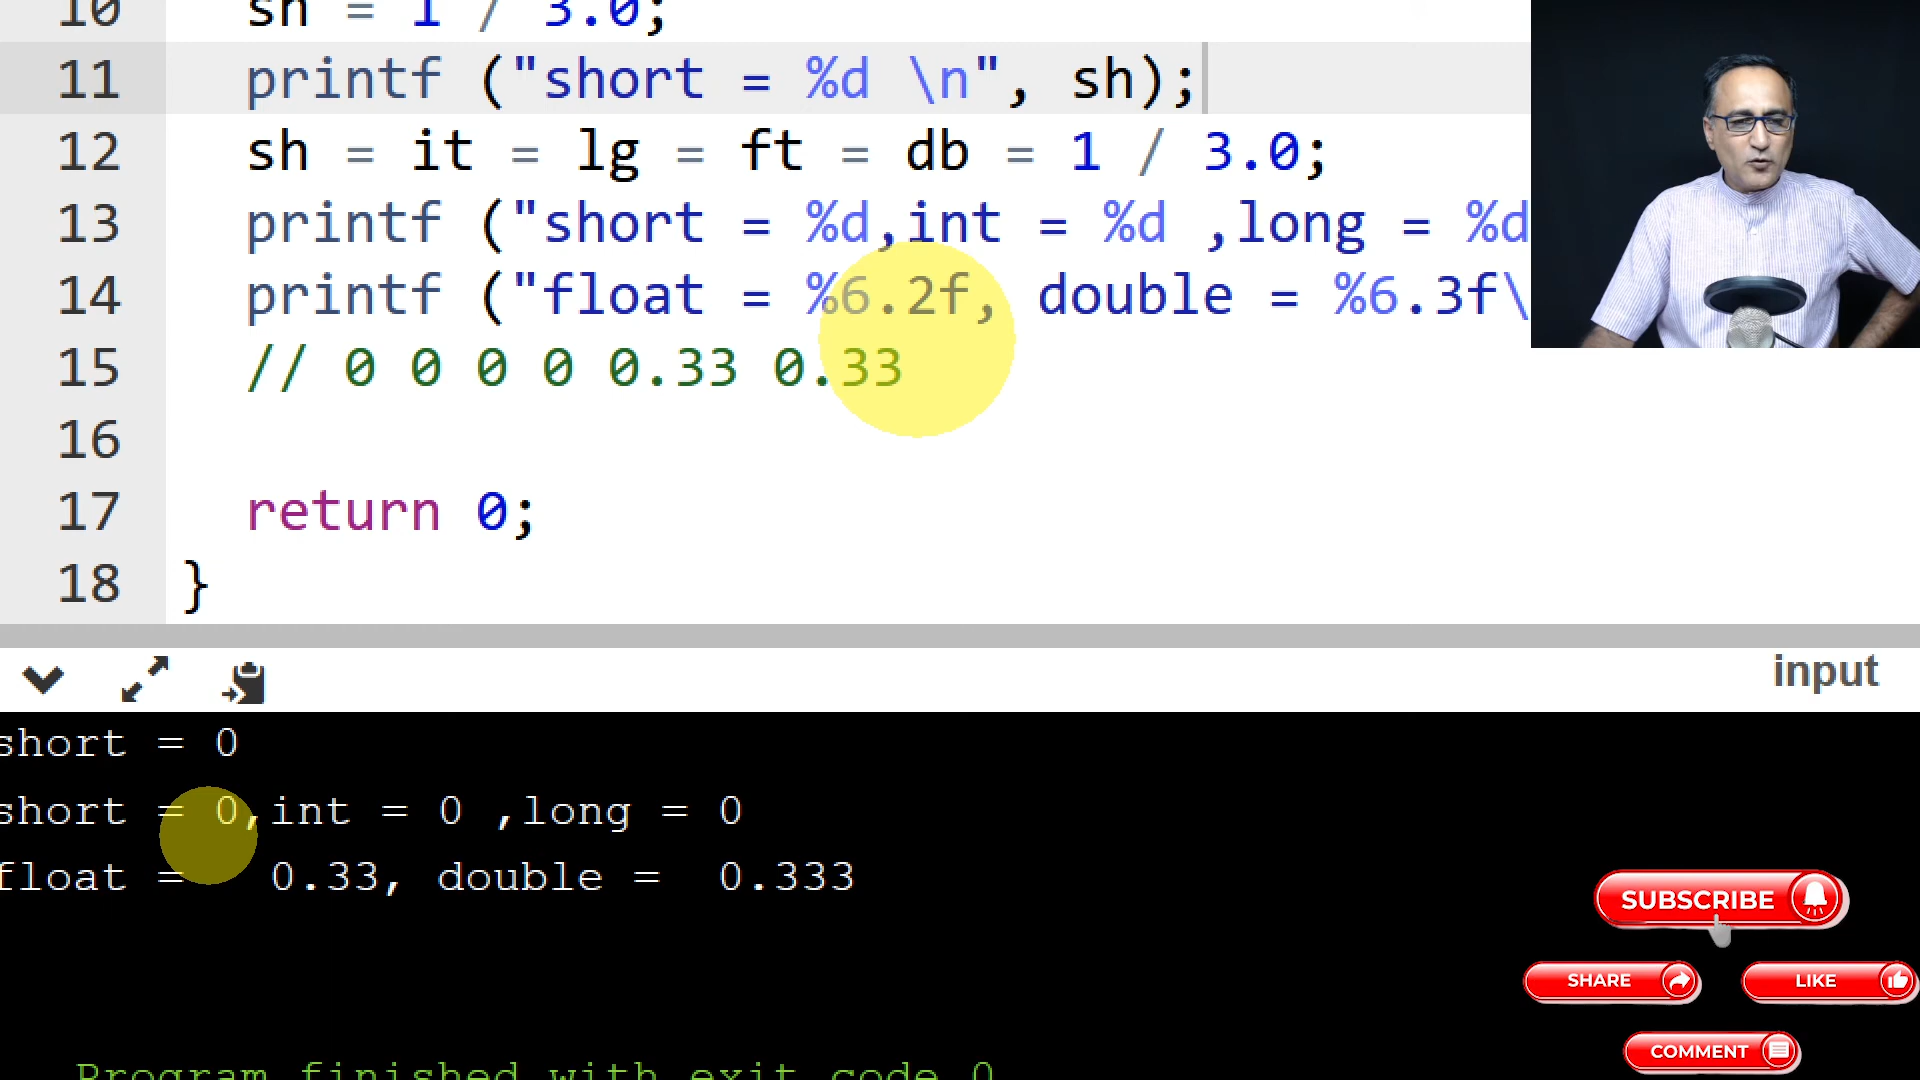 10 sh = 1 / 3.0;
11 printf ("short = %d \n", sh);
12 sh = it = lg = ft = db = 1 / 3.0;
13 printf ("short = %d,int = %d ,long = %d
14 printf ("float = %6.2f, double = %6.3f\
15 // 0 0 0 0 0.33 0.33
16
17 return 0;
18 }
input
short = 0
short = 0,int = 0 ,long = 0
float = 0.33, double = 0.333
Program finished with exit code 0
SUBSCRIBE
SHARE
LIKE
COMMENT